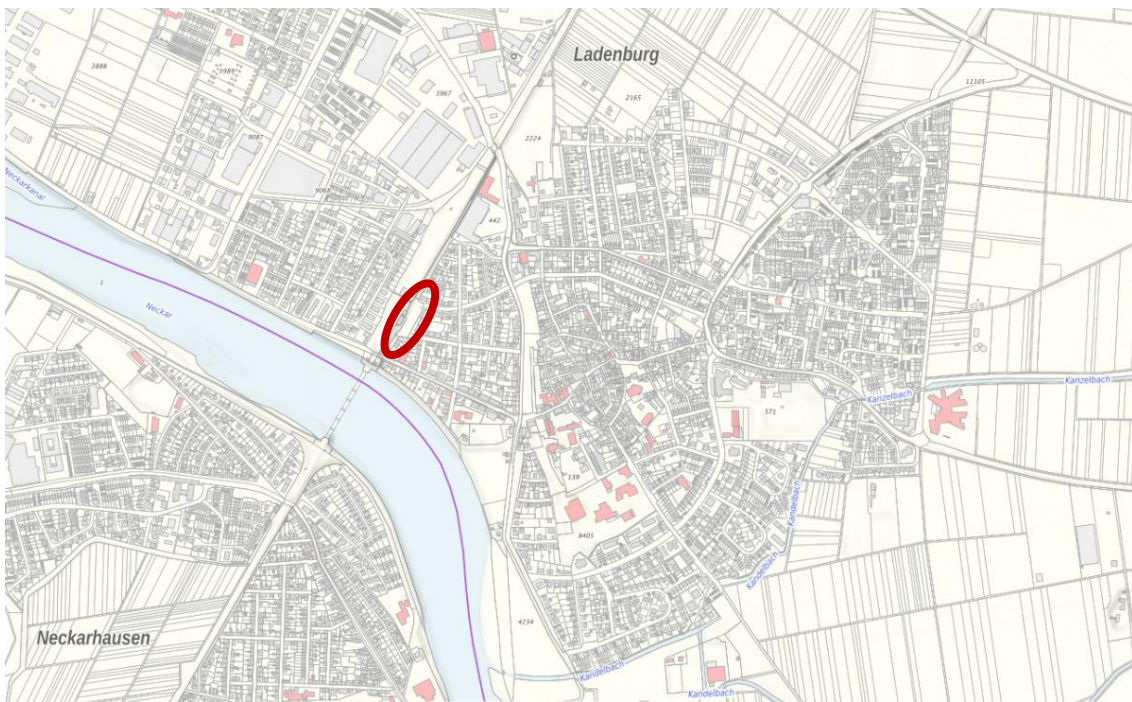 Ladenburg
3888
3989
3967
2165
11105
9087
2224
9068
Neckarkanal
442
1
Neckar
Kanzelbach
Kanzelbach
571
139
Kandelbach
8405
Kandelbach
4234
Neckarhausen
Kandelbach
Kandelbach